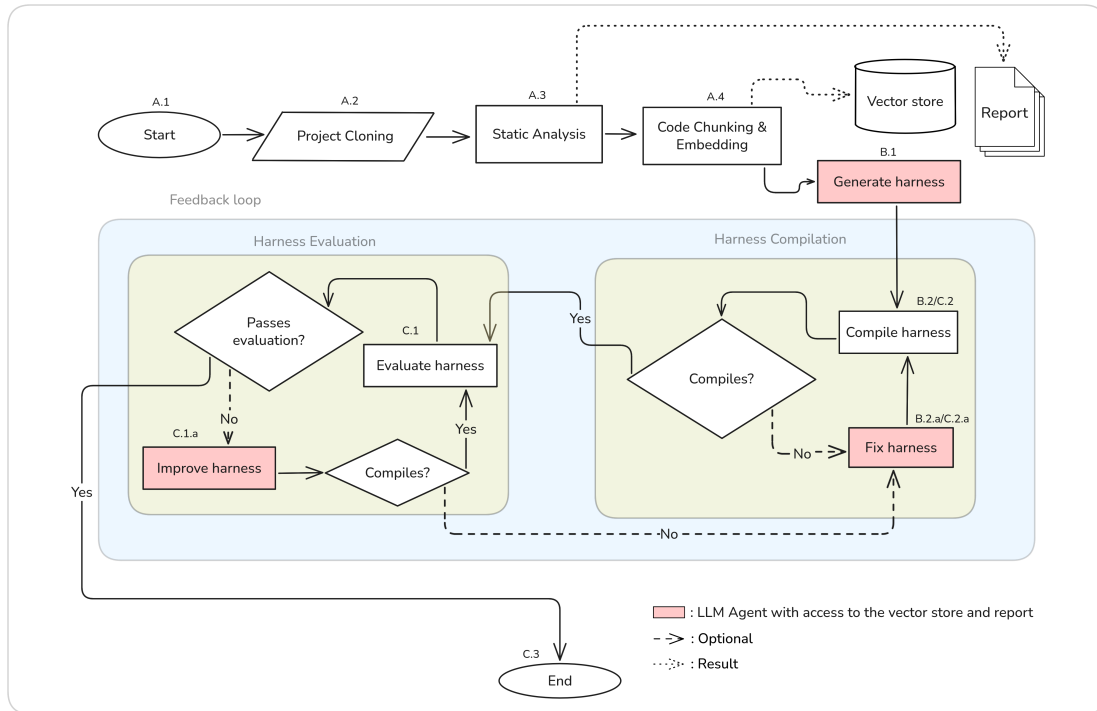 A.1
Start
A.2
Project Cloning
A.3
Static Analysis
A.4
Code Chunking &
Embedding
Vector store
Report
B.1
Generate harness
Feedback loop
Harness Evaluation
Harness Compilation
Passes
evaluation?
C.1
Evaluate harness
Yes
B.2/C.2
Compile harness
Compiles?
No
C.1.a
Improve harness
Compiles?
Yes
No
B.2.a/C.2.a
Fix harness
Yes
No
C.3
End
: LLM Agent with access to the vector store and report
: Optional
: Result